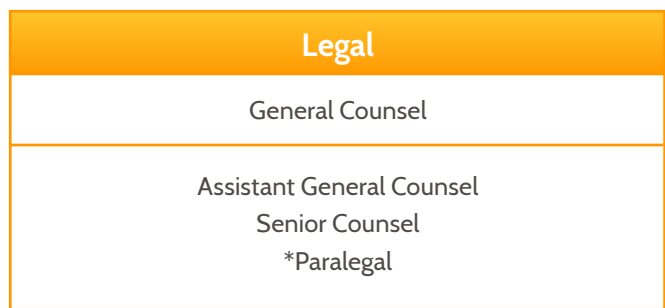 Legal
General Counsel
Assistant General Counsel
Senior Counsel
*Paralegal